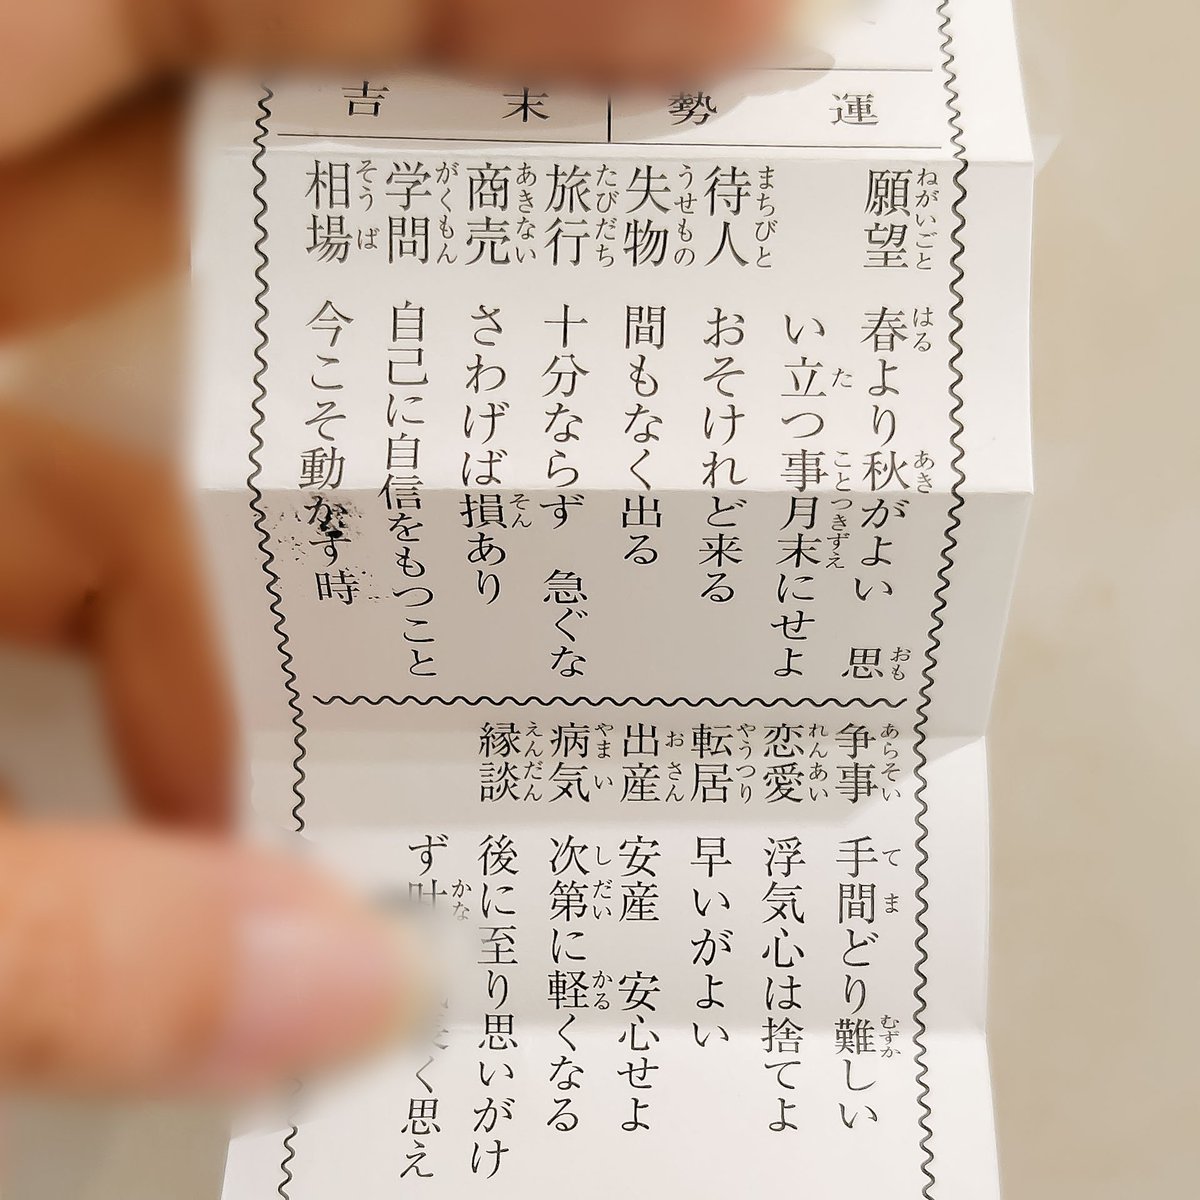 運勢 末吉
願望 春よりも秋がよい 思
い立つ事月末にせよ
待人 おそけれど来る
失物 間もなく出る
旅行 十分ならず 急ぐな
商売 さわげば損あり
学問 自己に自信をもつこと
相場 今こそ動かす時
争事 手間どり難しい
恋愛 浮気心は捨てよ
転居 早いがよい
出産 安産 安心せよ
病気 次第に軽くなる
縁談 後に至り思いがけ
ず叶 く思え